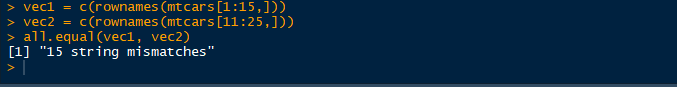 > vec1 = c(rownames(mtcars[1:15,]))
> vec2 = c(rownames(mtcars[11:25,]))
> all.equal(vec1, vec2)
[1] "15 string mismatches"
>